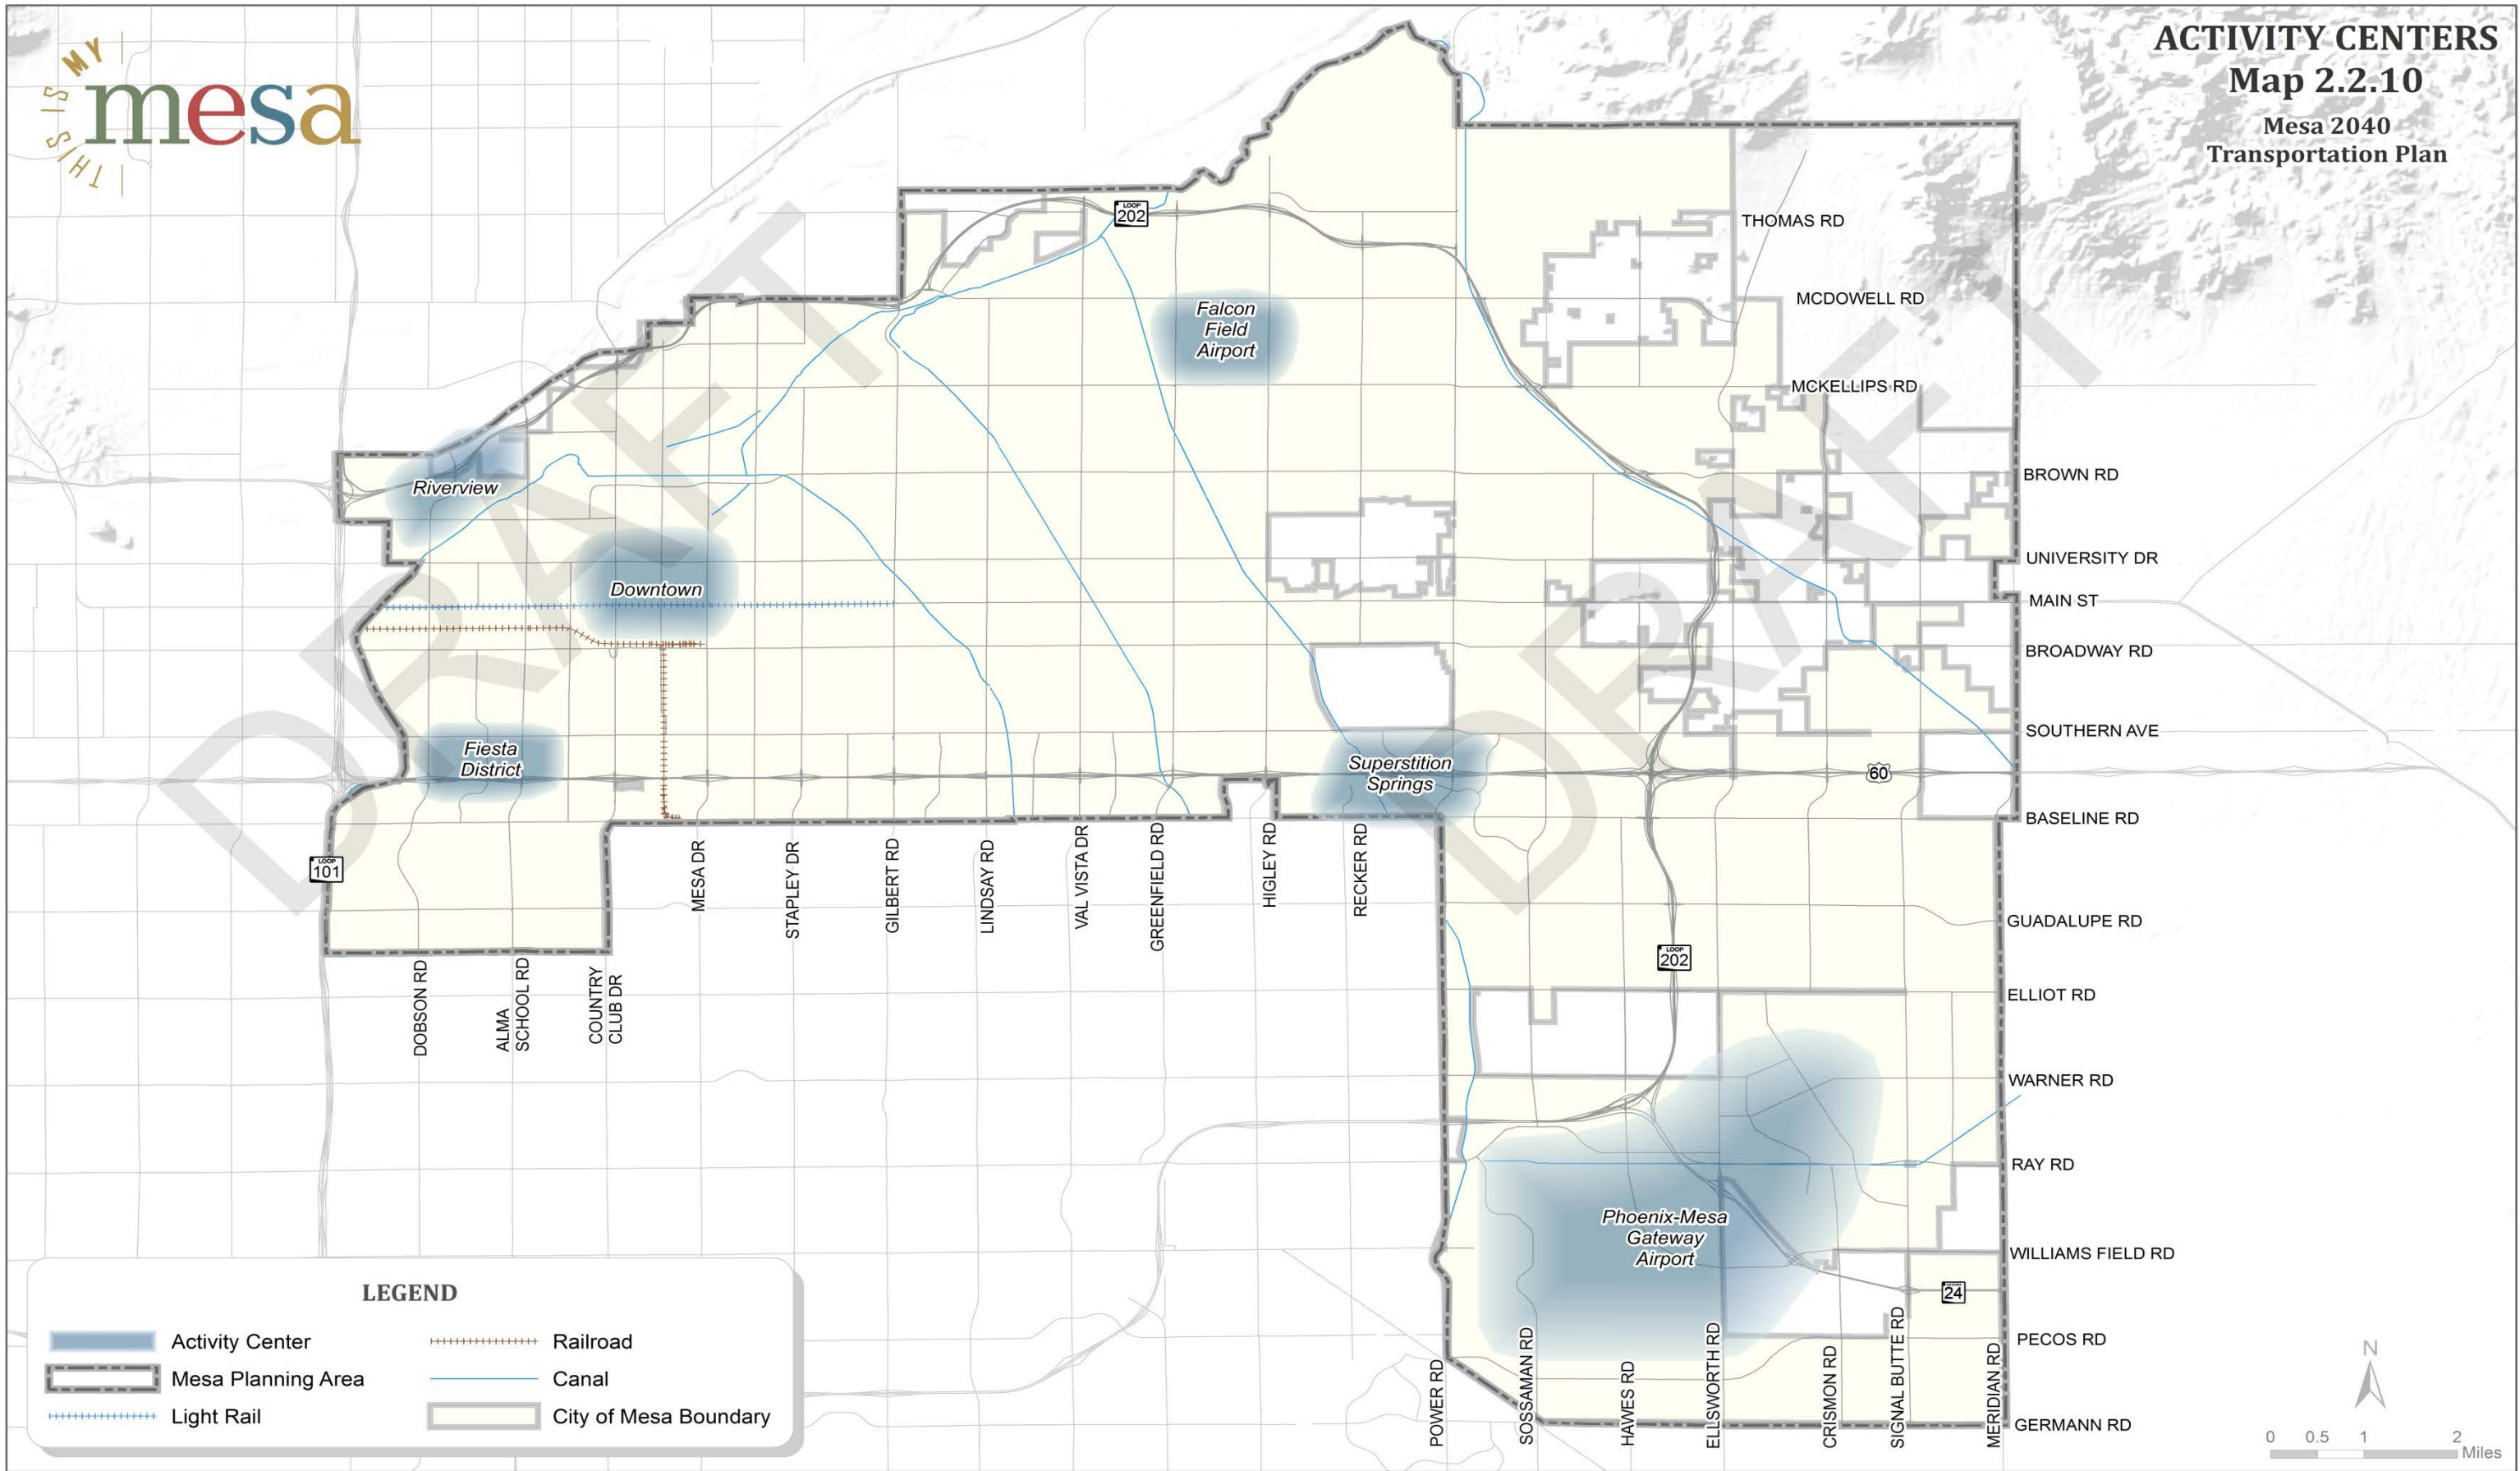 THIS IS MY
mesa
ACTIVITY CENTERS
Map 2.2.10
Mesa 2040
Transportation Plan
DRAFT
DRAFT
LOOP
202
THOMAS RD
MCDOWELL RD
MCKELLIPS RD
BROWN RD
UNIVERSITY DR
MAIN ST
BROADWAY RD
SOUTHERN AVE
60
BASELINE RD
GUADALUPE RD
ELLIOT RD
WARNER RD
RAY RD
WILLIAMS FIELD RD
24
PECOS RD
GERMANN RD
Falcon
Field
Airport
Riverview
Downtown
Fiesta
District
Superstition
Springs
Phoenix-Mesa
Gateway
Airport
LOOP
101
LOOP
202
DOBSON RD
ALMA
SCHOOL RD
COUNTRY
CLUB DR
MESA DR
STAPLEY DR
GILBERT RD
LINDSAY RD
VAL VISTA DR
GREENFIELD RD
HIGLEY RD
RECKER RD
POWER RD
SOSSAMAN RD
HAWES RD
ELLSWORTH RD
CRISMON RD
SIGNAL BUTTE RD
MERIDIAN RD
LEGEND
Activity Center
Mesa Planning Area
Light Rail
Railroad
Canal
City of Mesa Boundary
N
0 0.5 1 2
Miles